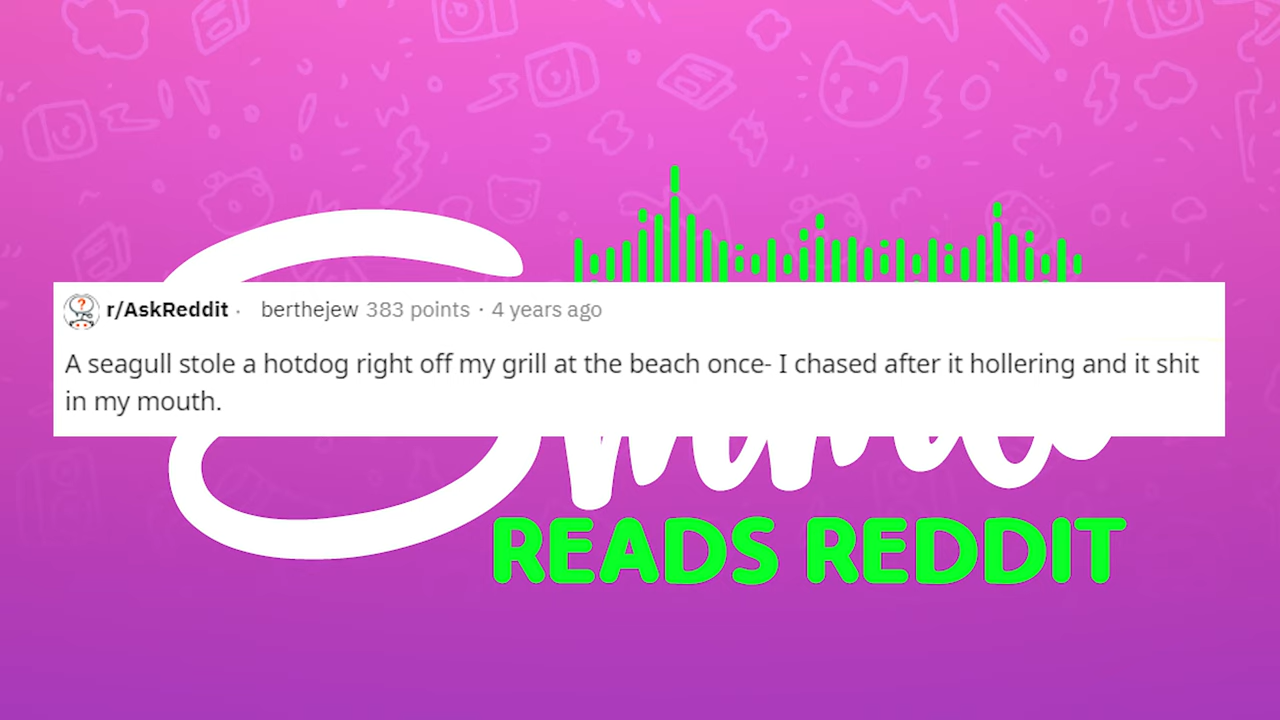 r/AskReddit · berthejew 383 points · 4 years ago
A seagull stole a hotdog right off my grill at the beach once- I chased after it hollering and it shit
in my mouth.
READS REDDIT